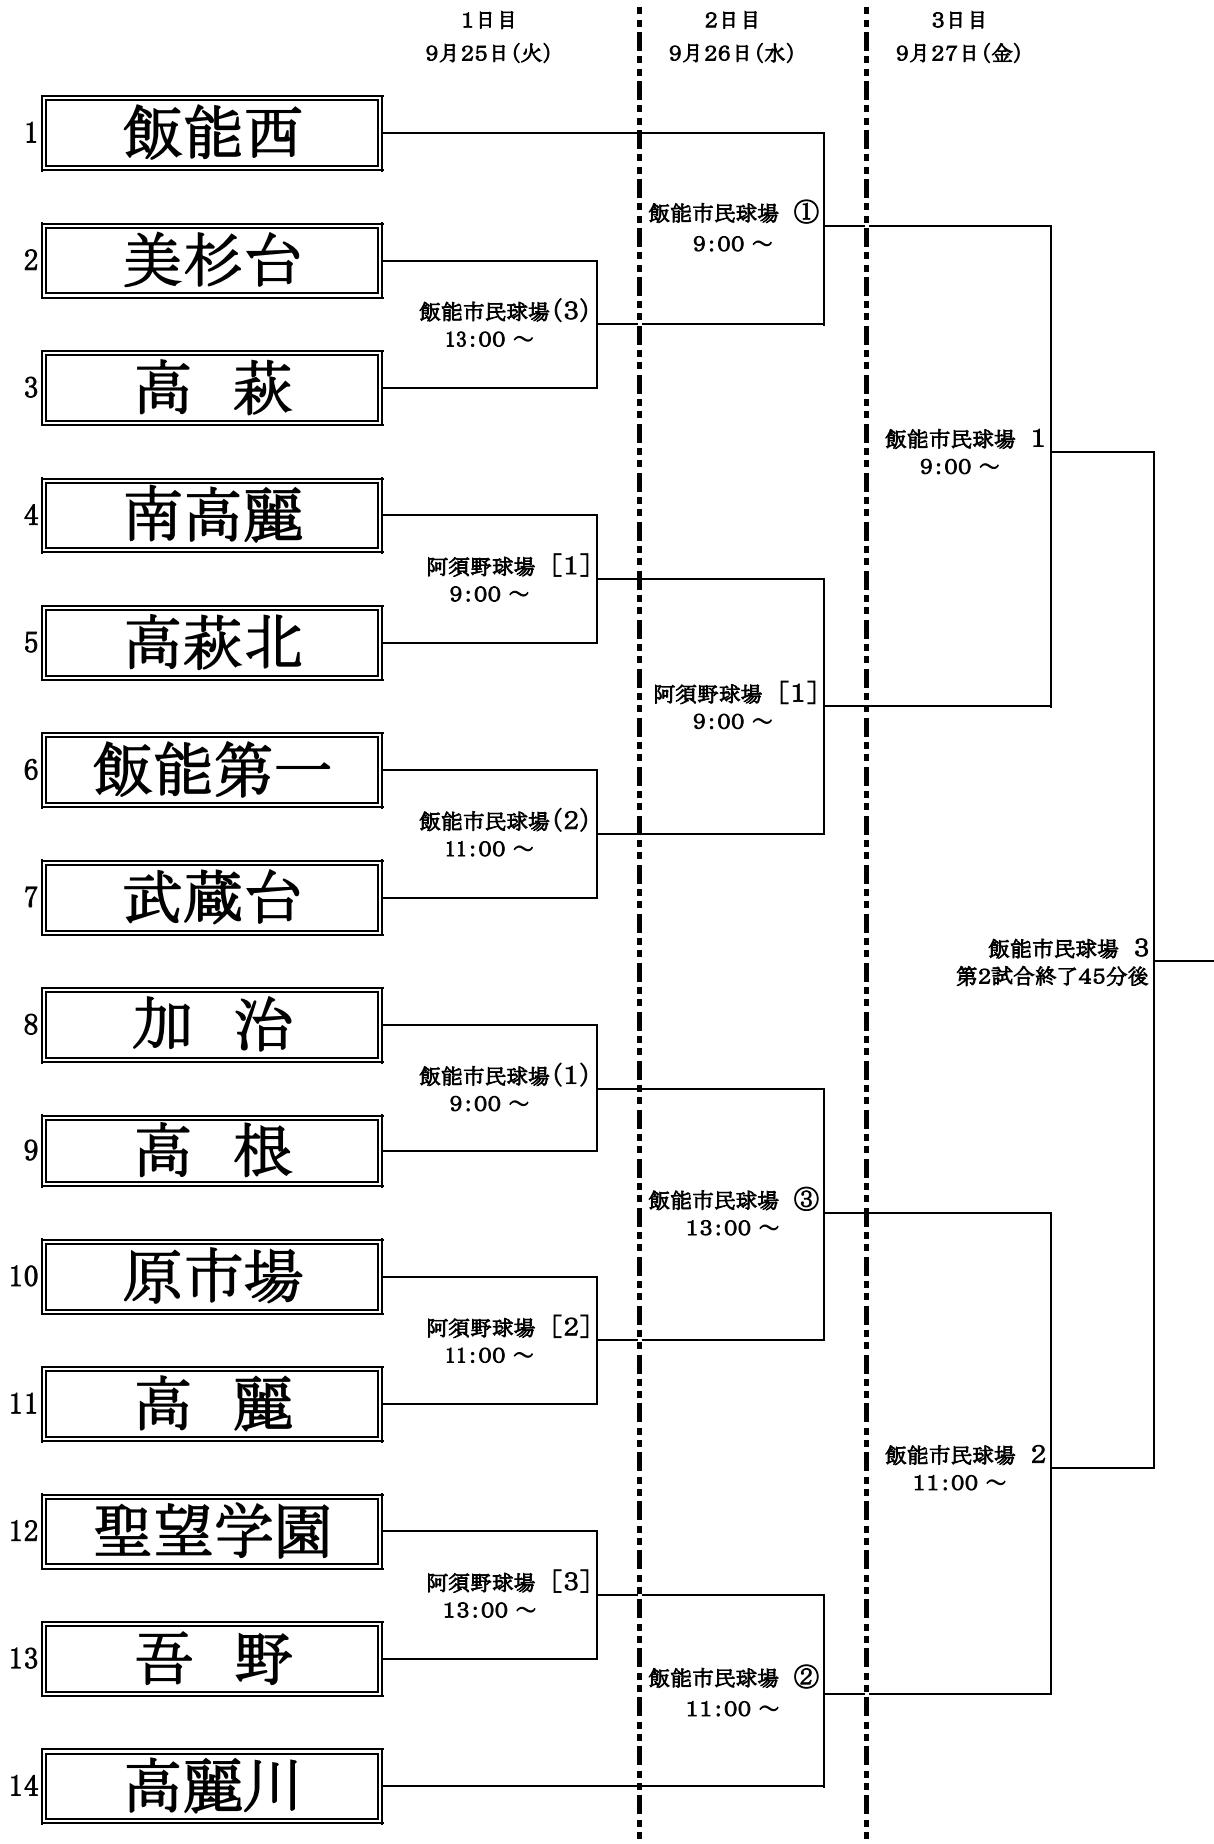 1日目 2日目 3日目
9月25日(火) 9月26日(水) 9月27日(金)
1 飯能西
飯能市民球場 ①
9:00 ～
2 美杉台
飯能市民球場(3)
13:00 ～
3 高 萩
飯能市民球場 1
9:00 ～
4 南高麗
阿須野球場 [1]
9:00 ～
5 高萩北
阿須野球場 [1]
9:00 ～
6 飯能第一
飯能市民球場(2)
11:00 ～
7 武蔵台
飯能市民球場 3
第2試合終了45分後
8 加 治
飯能市民球場(1)
9:00 ～
9 高 根
飯能市民球場 ③
13:00 ～
10 原市場
阿須野球場 [2]
11:00 ～
11 高 麗
飯能市民球場 2
11:00 ～
12 聖望学園
阿須野球場 [3]
13:00 ～
13 吾 野
飯能市民球場 ②
11:00 ～
14 高麗川